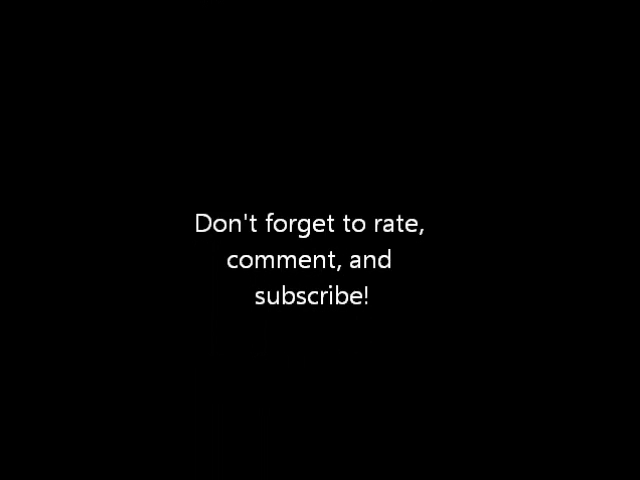 Don't forget to rate,
comment, and
subscribe!